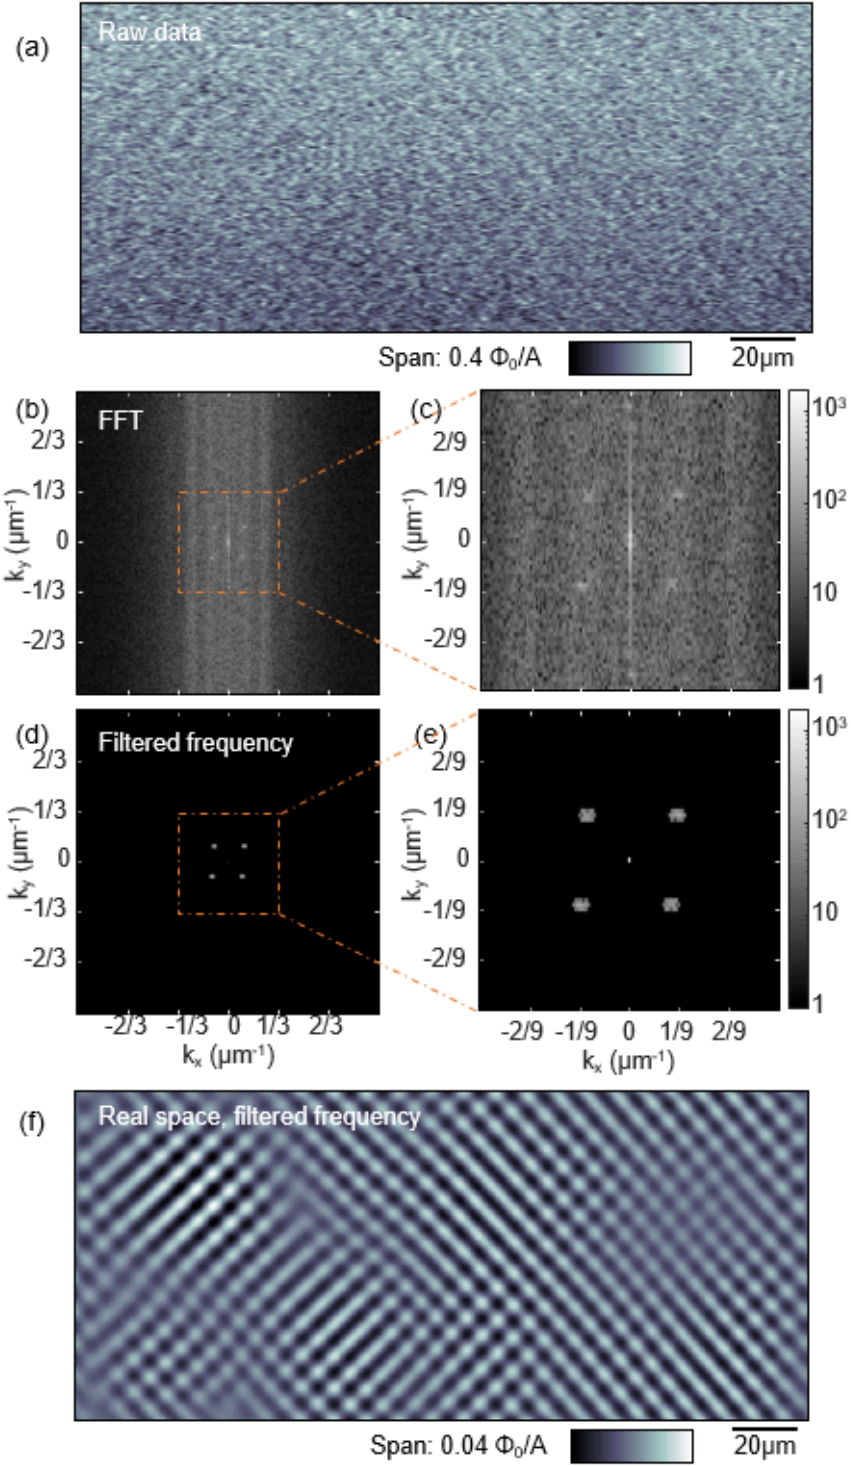 (a)
Raw data
Span: 0.4 Φ₀/A
20µm
(b)
FFT
2/3
1/3
0
-1/3
-2/3
k_y (µm⁻¹)
(c)
2/9
1/9
0
-1/9
-2/9
k_y (µm⁻¹)
10³
10²
10
1
(d)
Filtered frequency
2/3
1/3
0
-1/3
-2/3
k_y (µm⁻¹)
-2/3 -1/3 0 1/3 2/3
k_x (µm⁻¹)
(e)
2/9
1/9
0
-1/9
-2/9
k_y (µm⁻¹)
-2/9 -1/9 0 1/9 2/9
k_x (µm⁻¹)
10³
10²
10
1
(f)
Real space, filtered frequency
Span: 0.04 Φ₀/A
20µm